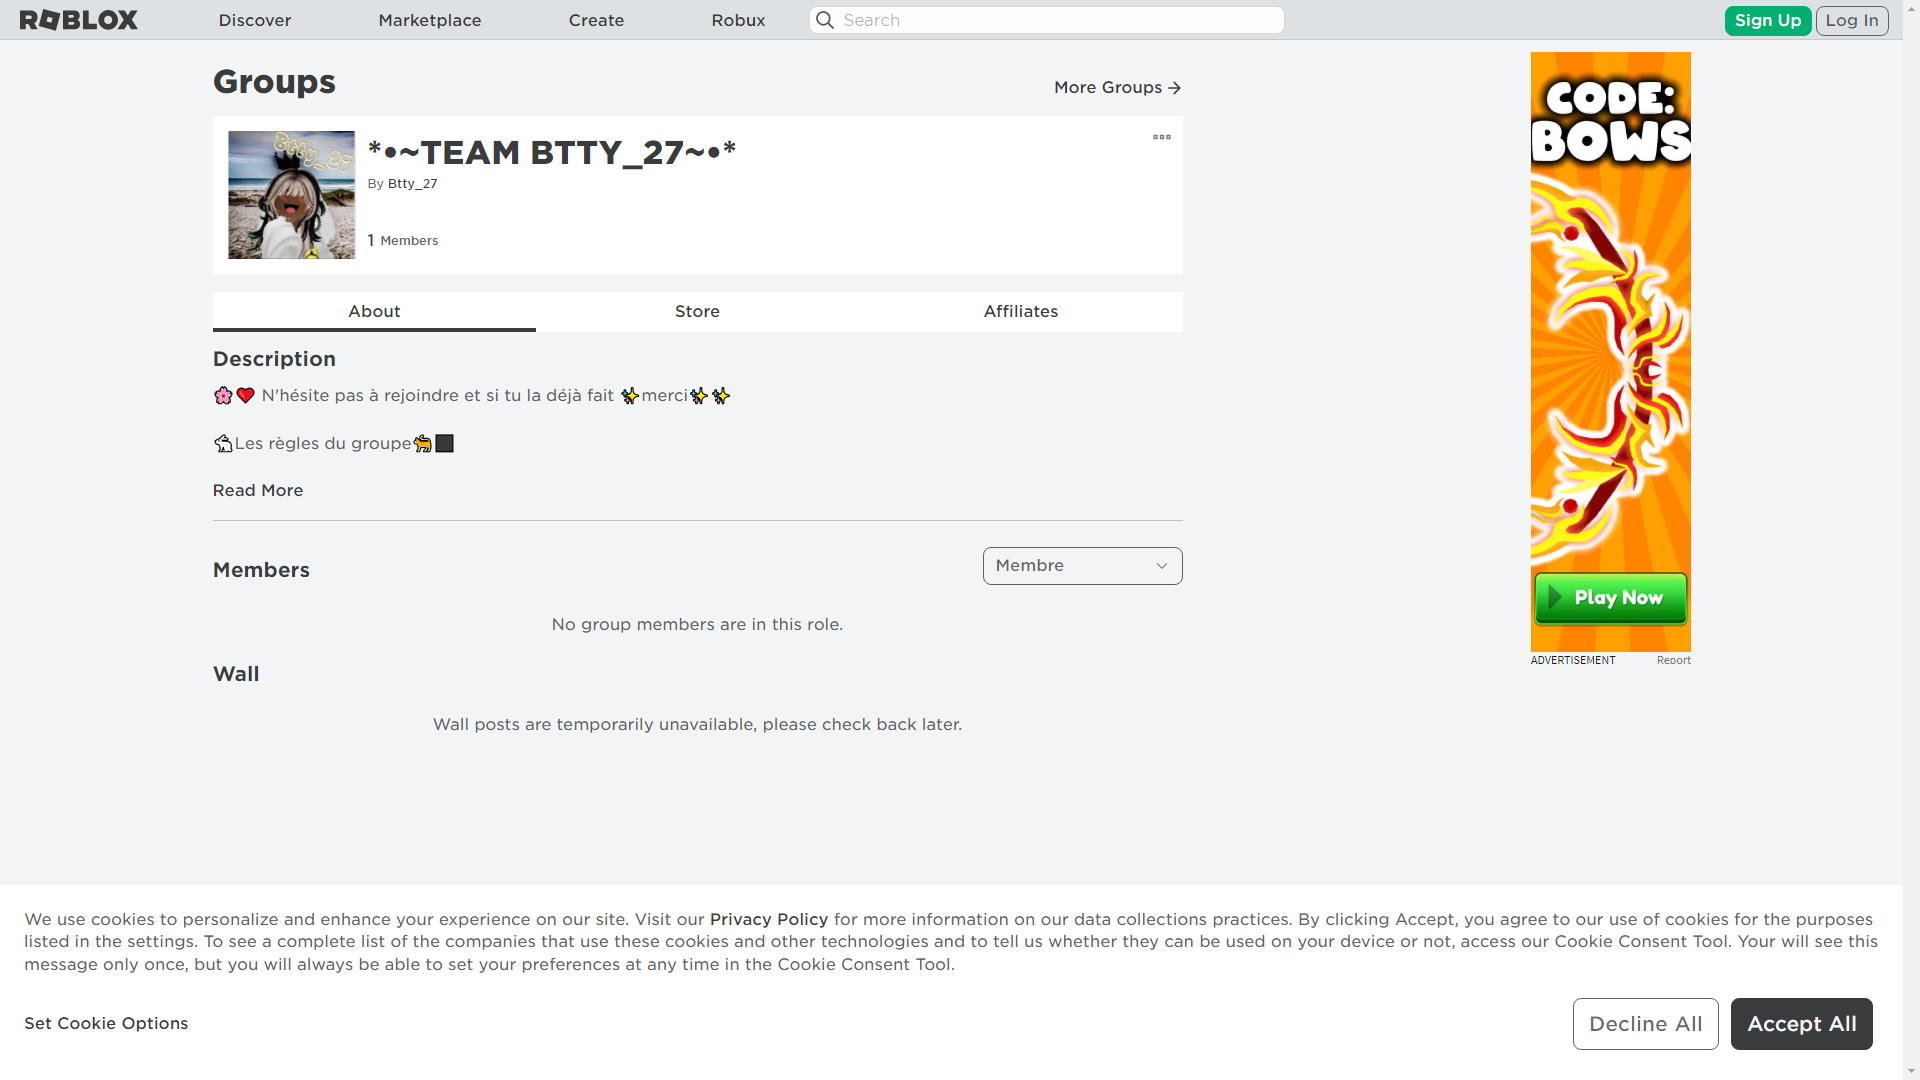 ROBLOX
Discover
Marketplace
Create
Robux
Search
Sign Up
Log In
Groups
More Groups
Btty_27
*•~TEAM BTTY_27~•*
By Btty_27
1 Members
About
Store
Affiliates
Description
🌸❤️ N'hésite pas à rejoindre et si tu la déjà fait ✨merci✨✨
🐇Les règles du groupe🐈⬛
Read More
Members
Membre
No group members are in this role.
Wall
Wall posts are temporarily unavailable, please check back later.
CODE:
BOWS
Play Now
ADVERTISEMENT
Report
We use cookies to personalize and enhance your experience on our site. Visit our Privacy Policy for more information on our data collections practices. By clicking Accept, you agree to our use of cookies for the purposes
listed in the settings. To see a complete list of the companies that use these cookies and other technologies and to tell us whether they can be used on your device or not, access our Cookie Consent Tool. Your will see this
message only once, but you will always be able to set your preferences at any time in the Cookie Consent Tool.
Set Cookie Options
Decline All
Accept All